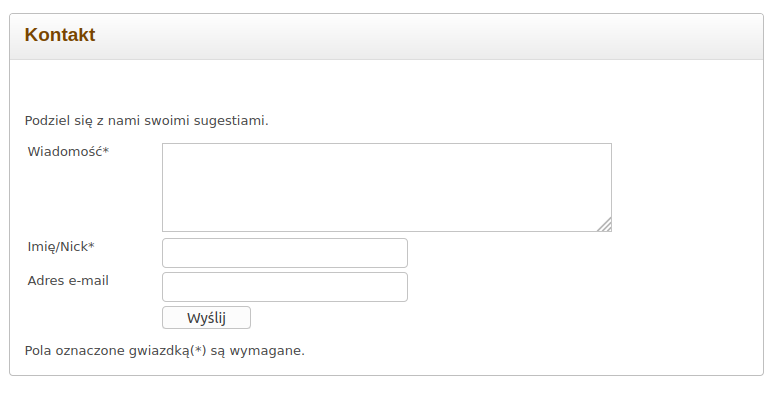 Kontakt
Podziel się z nami swoimi sugestiami.
Wiadomość*
Imię/Nick*
Adres e-mail
Wyślij
Pola oznaczone gwiazdką(*) są wymagane.